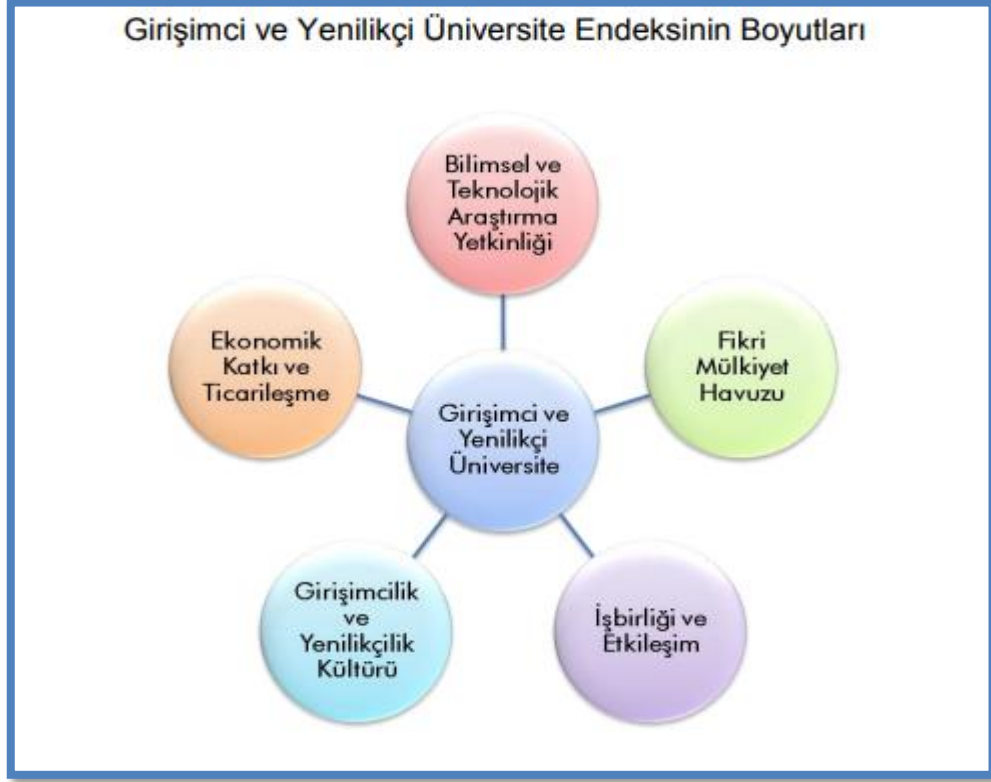 Girişimci ve Yenilikçi Üniversite Endeksinin Boyutları
Bilimsel ve
Teknolojik
Araştırma
Yetkinliği
Fikri
Mülkiyet
Havuzu
İşbirliği ve
Etkileşim
Girişimcilik
ve
Yenilikçilik
Kültürü
Ekonomik
Katkı ve
Ticarileşme
Girişimci ve
Yenilikçi
Üniversite